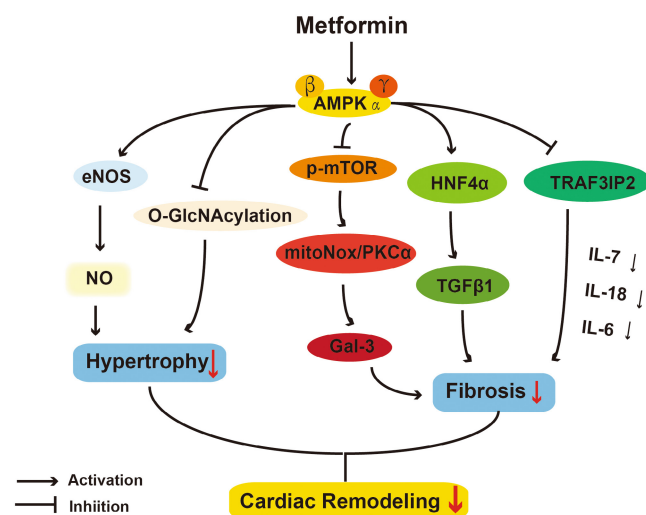 Metformin
β
γ
AMPK α
eNOS
O-GlcNAcylation
p-mTOR
HNF4α
TRAF3IP2
NO
mitoNox/PKCα
TGFβ1
IL-7 ↓
IL-18 ↓
IL-6 ↓
Gal-3
Hypertrophy↓
Fibrosis↓
Activation
Inhiition
Cardiac Remodeling↓